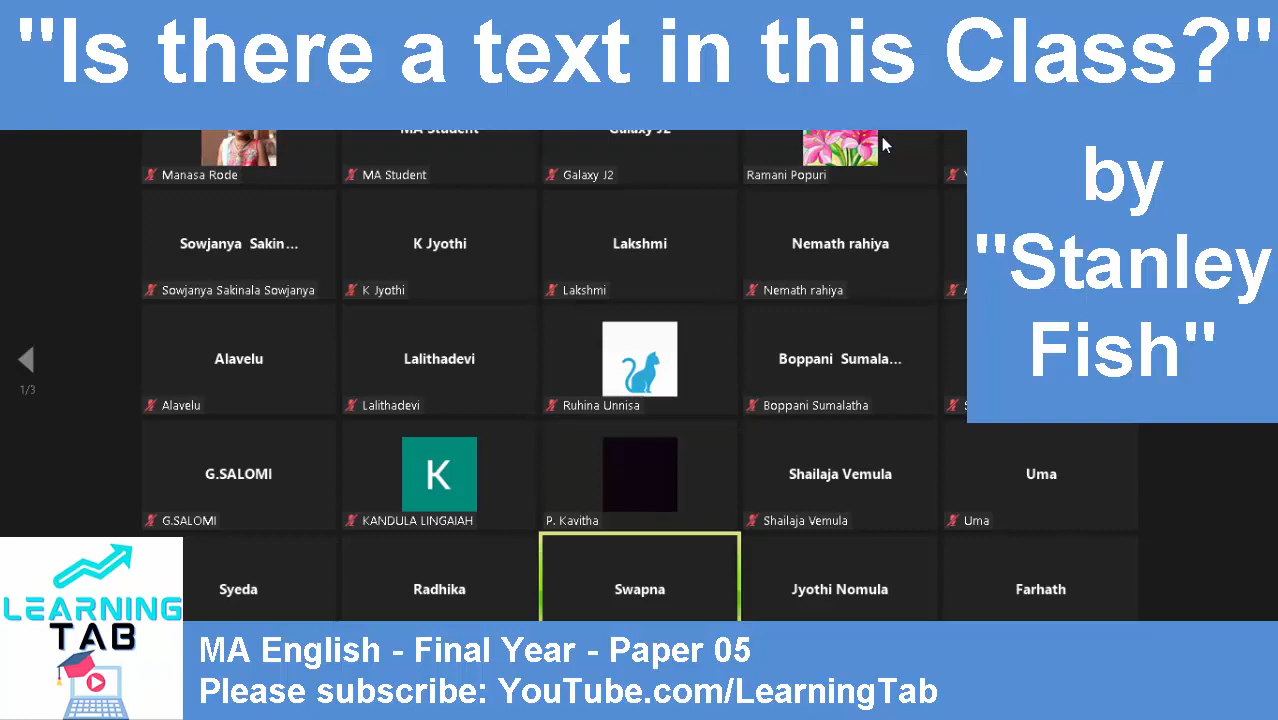 "Is there a text in this Class?"
by
"Stanley
Fish"
MA Student
Galaxy J2
Manasa Rode
MA Student
Galaxy J2
Ramani Popuri
Sowjanya Sakin...
K Jyothi
Lakshmi
Nemath rahiya
Sowjanya Sakinala Sowjanya
K Jyothi
Lakshmi
Nemath rahiya
Alavelu
Lalithadevi
Boppani Sumala...
1/3
Alavelu
Lalithadevi
Ruhina Unnisa
Boppani Sumalatha
G.SALOMI
K
Shailaja Vemula
Uma
G.SALOMI
KANDULA LINGAIAH
P. Kavitha
Shailaja Vemula
Uma
Syeda
Radhika
Swapna
Jyothi Nomula
Farhath
LEARNING
TAB
MA English - Final Year - Paper 05
Please subscribe: YouTube.com/LearningTab